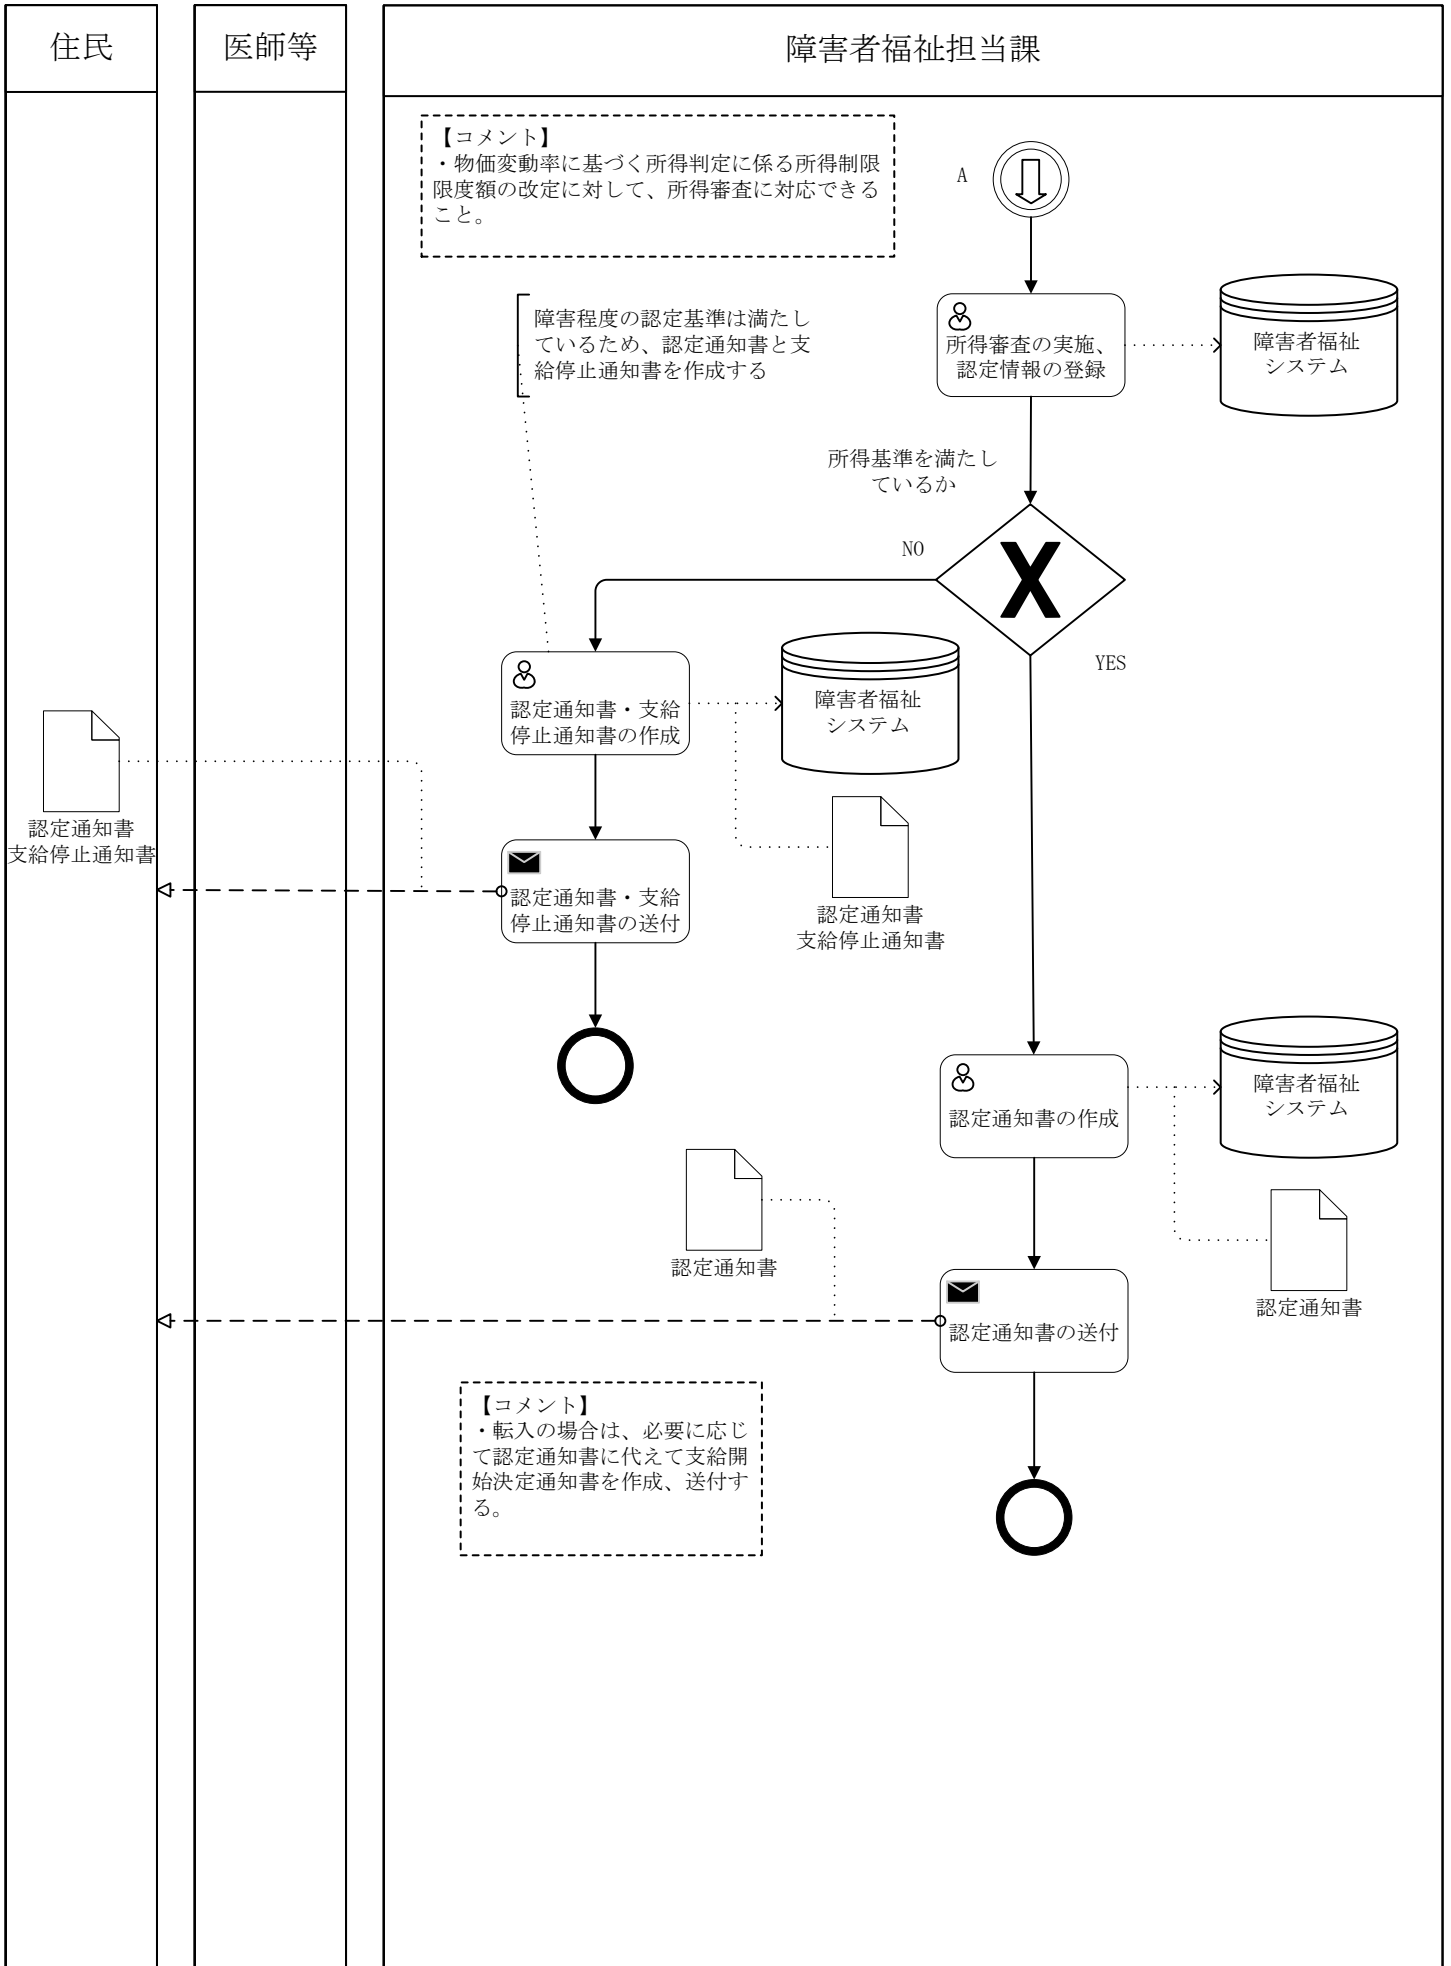 住民
医師等
障害者福祉担当課
【コメント】
・物価変動率に基づく所得判定に係る所得制限
限度額の改定に対して、所得審査に対応できる
こと。
A
障害程度の認定基準は満たし
ているため、認定通知書と支
給停止通知書を作成する
所得審査の実施、
認定情報の登録
障害者福祉
システム
所得基準を満たし
ているか
NO
YES
認定通知書・支給
停止通知書の作成
障害者福祉
システム
認定通知書
支給停止通知書
認定通知書・支給
停止通知書の送付
認定通知書
支給停止通知書
認定通知書の作成
障害者福祉
システム
認定通知書
認定通知書
認定通知書の送付
【コメント】
・転入の場合は、必要に応じ
て認定通知書に代えて支給開
始決定通知書を作成、送付す
る。